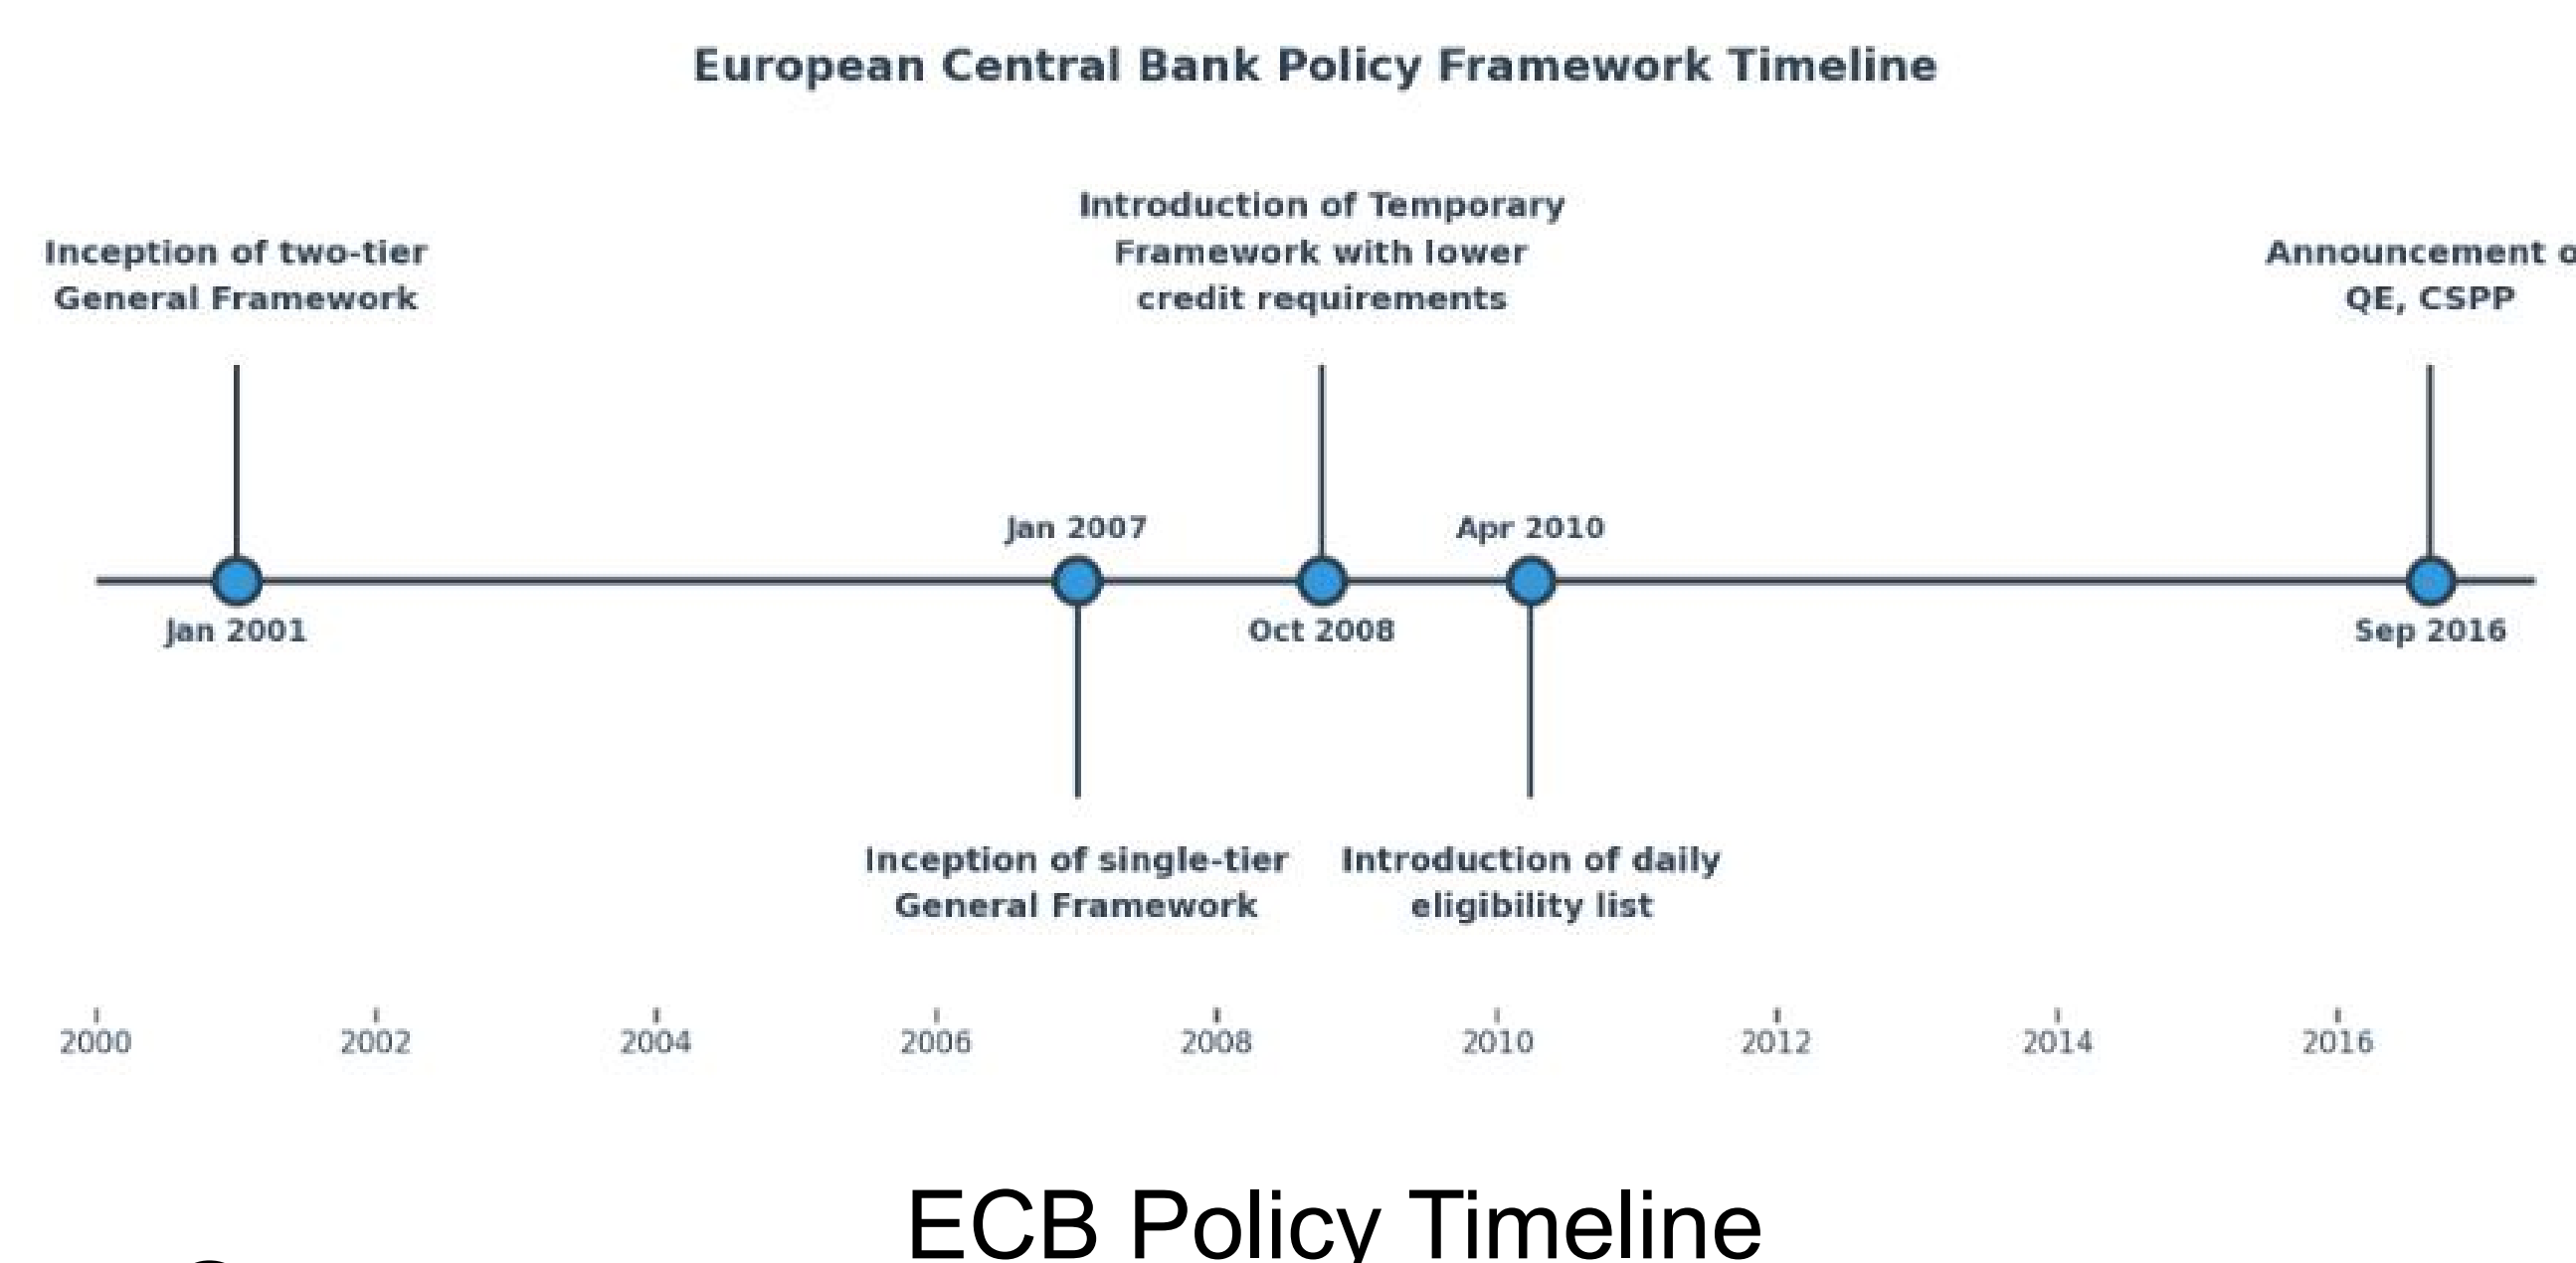 European Central Bank Policy Framework Timeline
Introduction of Temporary
Inception of two-tier
Framework with lower
Announcement
General Framework
credit requirements
QE, CSPP
Jan 2007
Apr 2010
Jan 2001
Oct 2008
Sep 2016
Inception of single-tier
Introduction of daily
General Framework
eligibility list
2000 2002 2004 2006 2008 2010 2012 2014 2016
ECB Policy Timeline